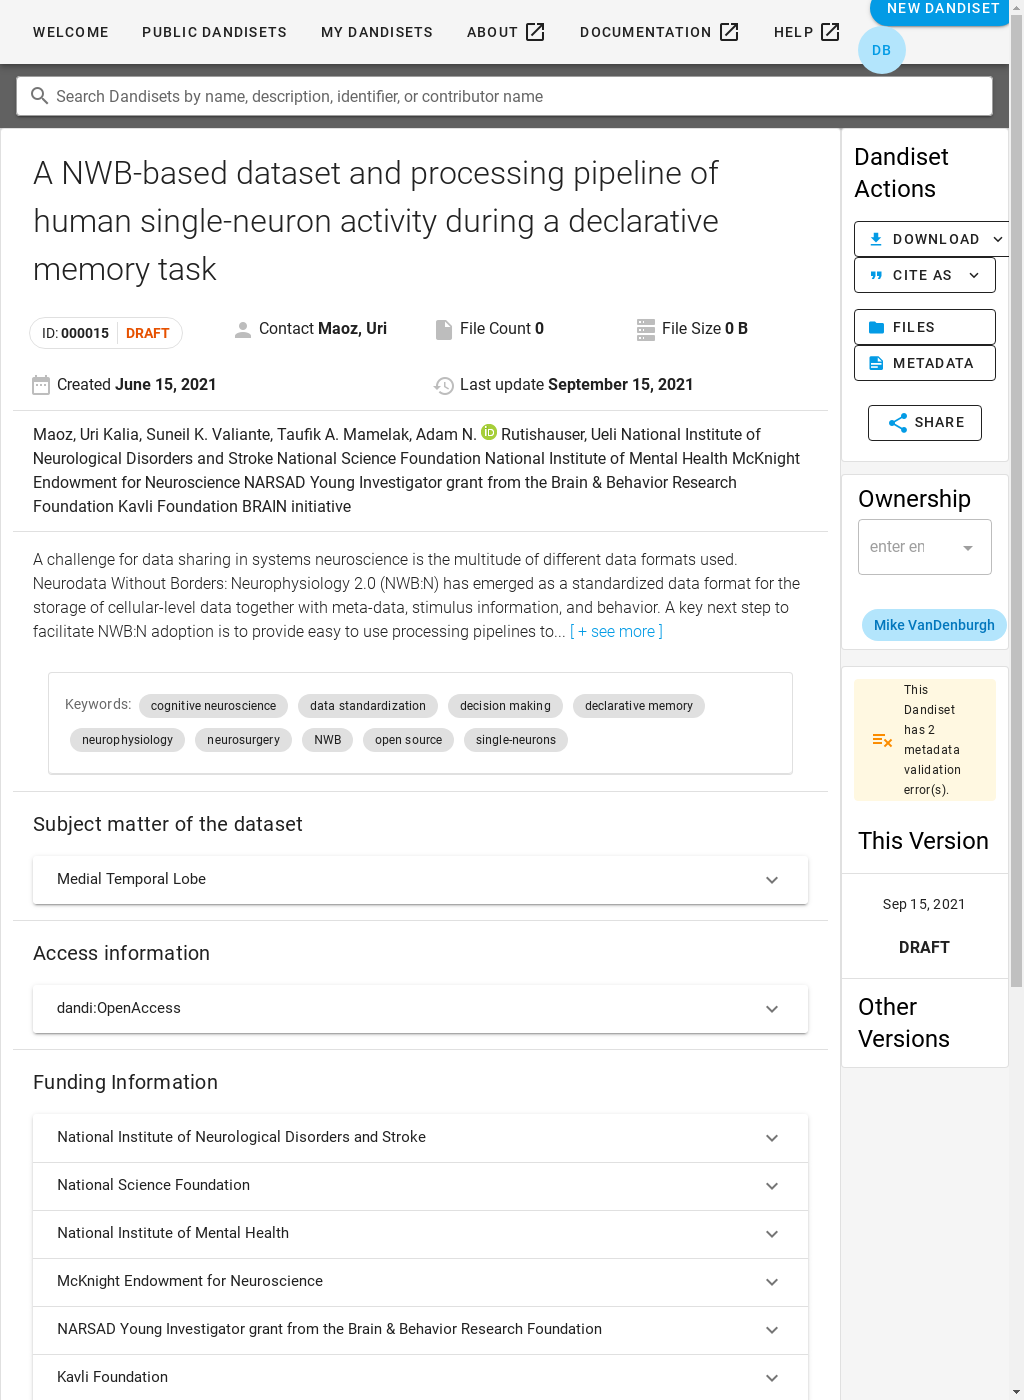 WELCOME PUBLIC DANDISETS MY DANDISETS ABOUT DOCUMENTATION HELP NEW DANDISET
DB
Search Dandisets by name, description, identifier, or contributor name
A NWB-based dataset and processing pipeline of
human single-neuron activity during a declarative
memory task
ID: 000015 DRAFT Contact Maoz, Uri File Count 0 File Size 0 B
Created June 15, 2021 Last update September 15, 2021
Maoz, Uri Kalia, Suneil K. Valiante, Taufik A. Mamelak, Adam N. iD Rutishauser, Ueli National Institute of
Neurological Disorders and Stroke National Science Foundation National Institute of Mental Health McKnight
Endowment for Neuroscience NARSAD Young Investigator grant from the Brain & Behavior Research
Foundation Kavli Foundation BRAIN initiative
A challenge for data sharing in systems neuroscience is the multitude of different data formats used.
Neurodata Without Borders: Neurophysiology 2.0 (NWB:N) has emerged as a standardized data format for the
storage of cellular-level data together with meta-data, stimulus information, and behavior. A key next step to
facilitate NWB:N adoption is to provide easy to use processing pipelines to... [ + see more ]
Keywords: cognitive neuroscience data standardization decision making declarative memory
neurophysiology neurosurgery NWB open source single-neurons
Subject matter of the dataset
Medial Temporal Lobe
Access information
dandi:OpenAccess
Funding Information
National Institute of Neurological Disorders and Stroke
National Science Foundation
National Institute of Mental Health
McKnight Endowment for Neuroscience
NARSAD Young Investigator grant from the Brain & Behavior Research Foundation
Kavli Foundation
Dandiset
Actions
DOWNLOAD
CITE AS
FILES
METADATA
SHARE
Ownership
enter en
Mike VanDenburgh
This
Dandiset
has 2
metadata
validation
error(s).
This Version
Sep 15, 2021
DRAFT
Other
Versions